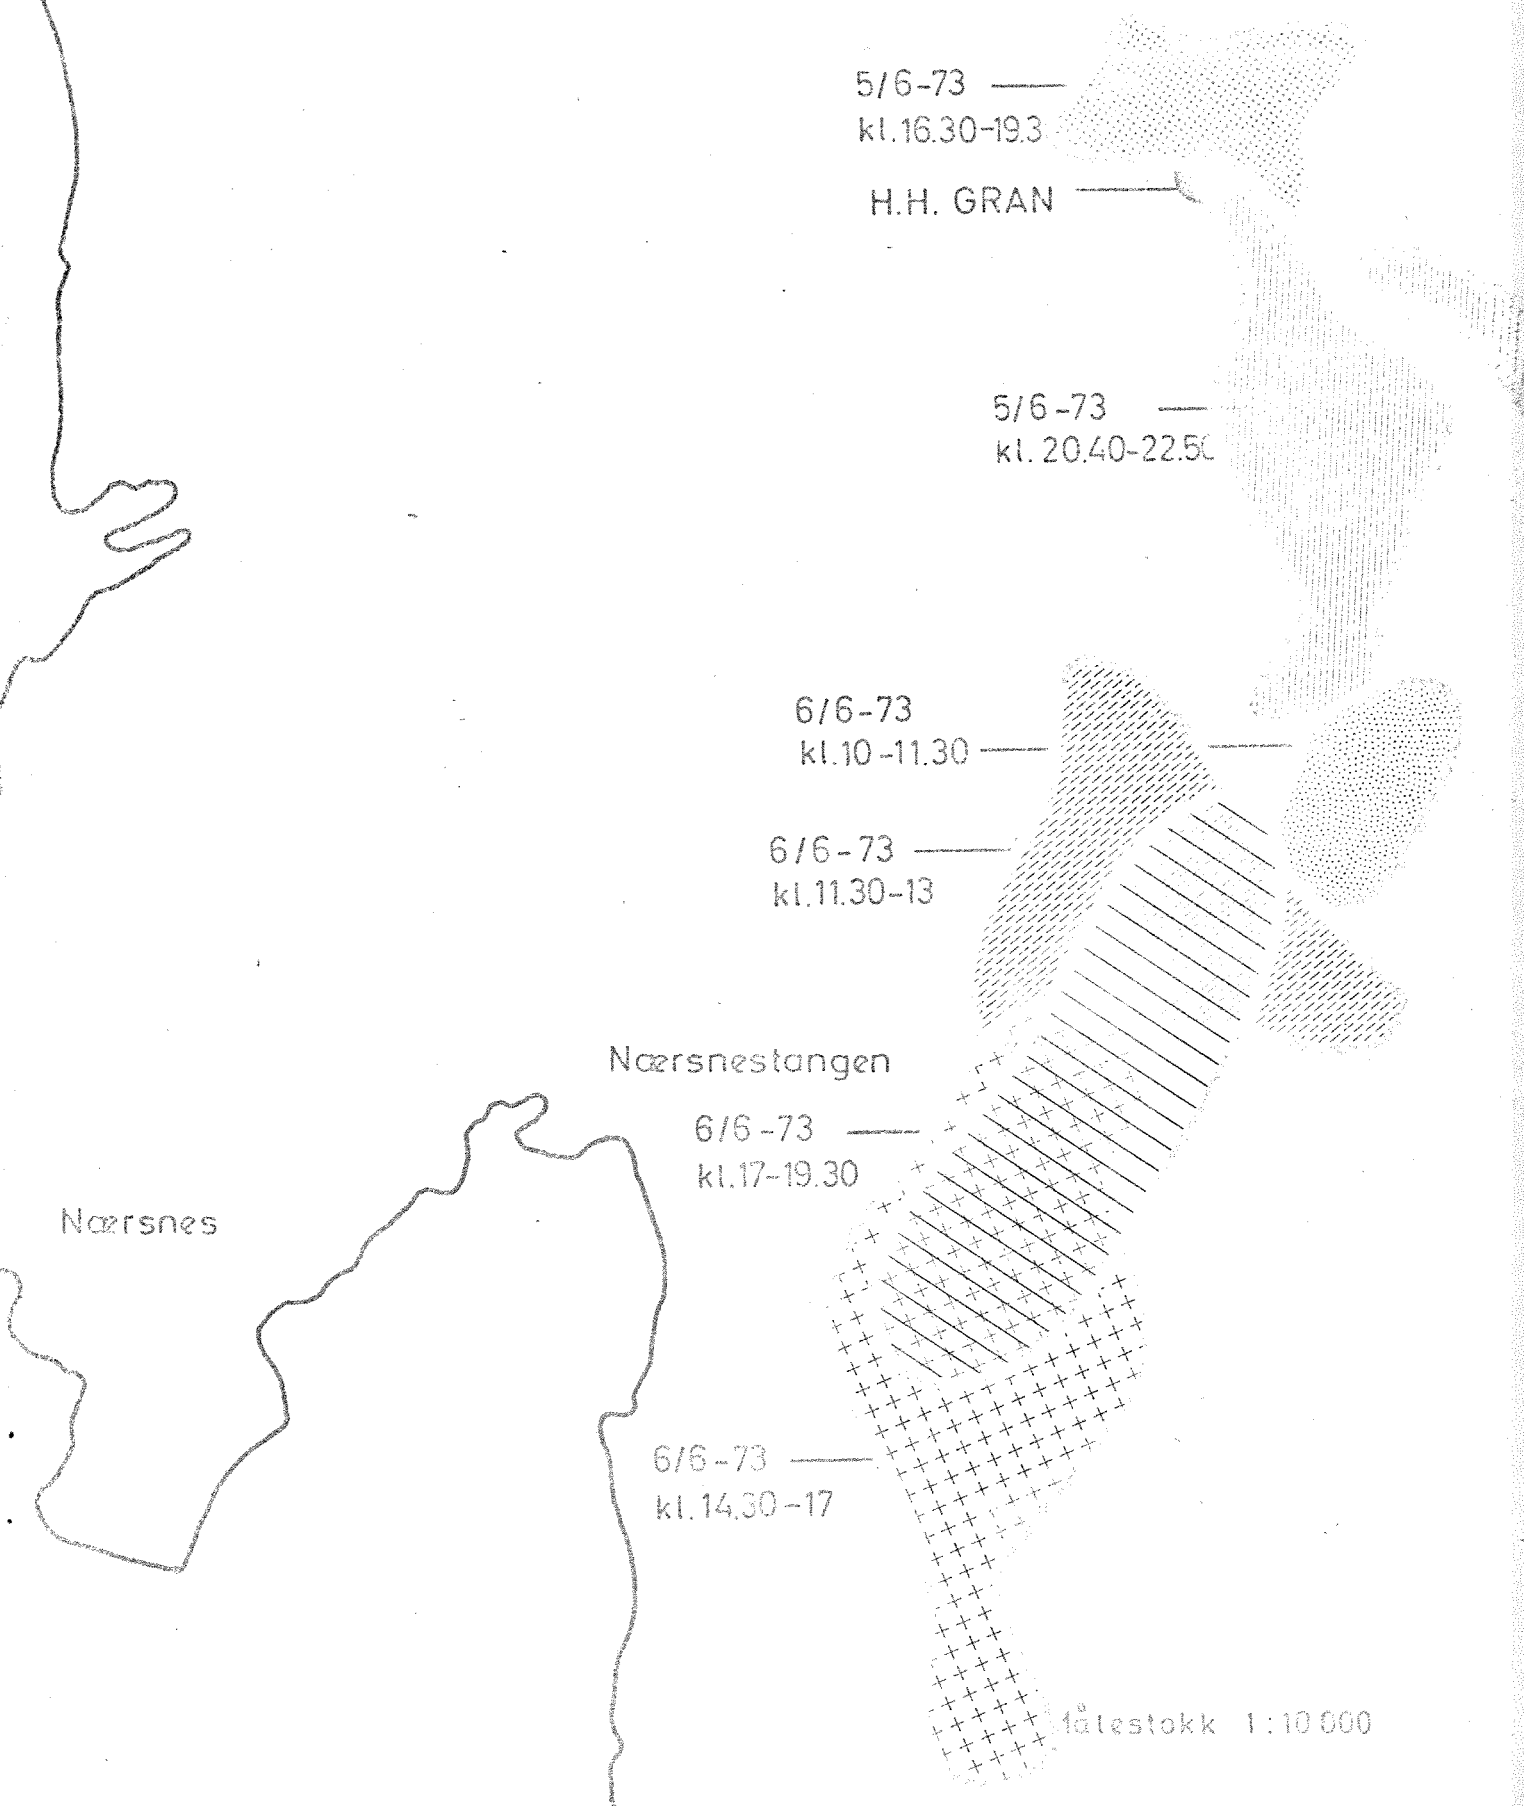 5/6-73
kl.16.30-19.3
H.H. GRAN
5/6-73
kl. 20.40-22.50
6/6-73
kl.10-11.30
6/6-73
kl.11.30-13
Nærsnestangen
6/6-73
kl.17-19.30
Nærsnes
6/6-73
kl.14.30-17
Målestokk 1:10 000